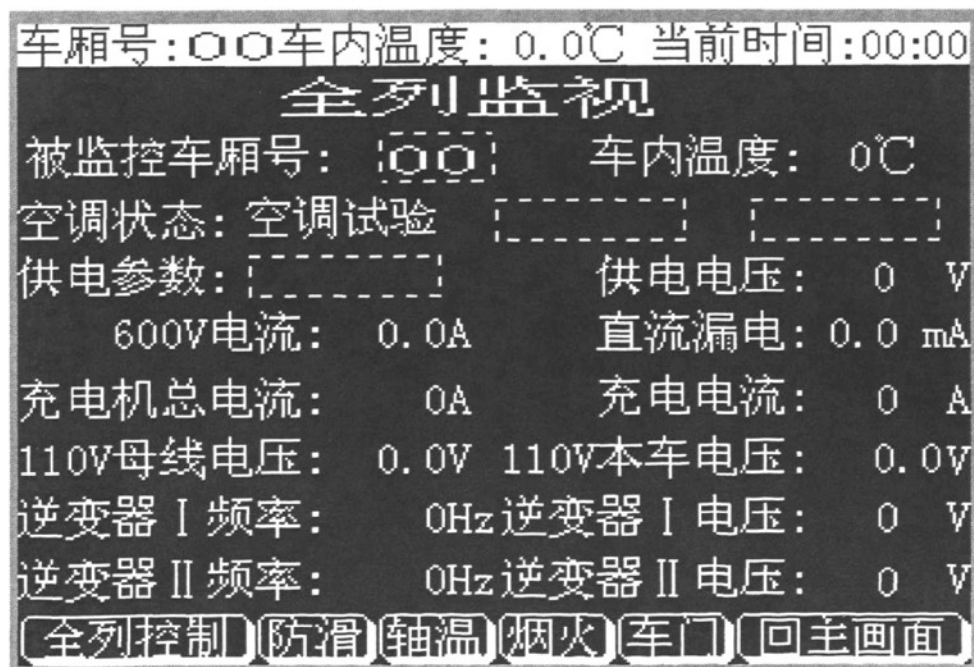 车厢号:00车内温度: 0.0℃ 当前时间:00:00
全列监视
被监控车厢号: 00 车内温度: 0℃
空调状态: 空调试验
供电参数: 供电电压: 0 V
600V电流: 0.0A 直流漏电: 0.0 mA
充电机总电流: 0A 充电电流: 0 A
110V母线电压: 0.0V 110V本车电压: 0.0V
逆变器Ⅰ频率: 0Hz 逆变器Ⅰ电压: 0 V
逆变器Ⅱ频率: 0Hz 逆变器Ⅱ电压: 0 V
全列控制 防滑 轴温 烟火 车门 回主画面